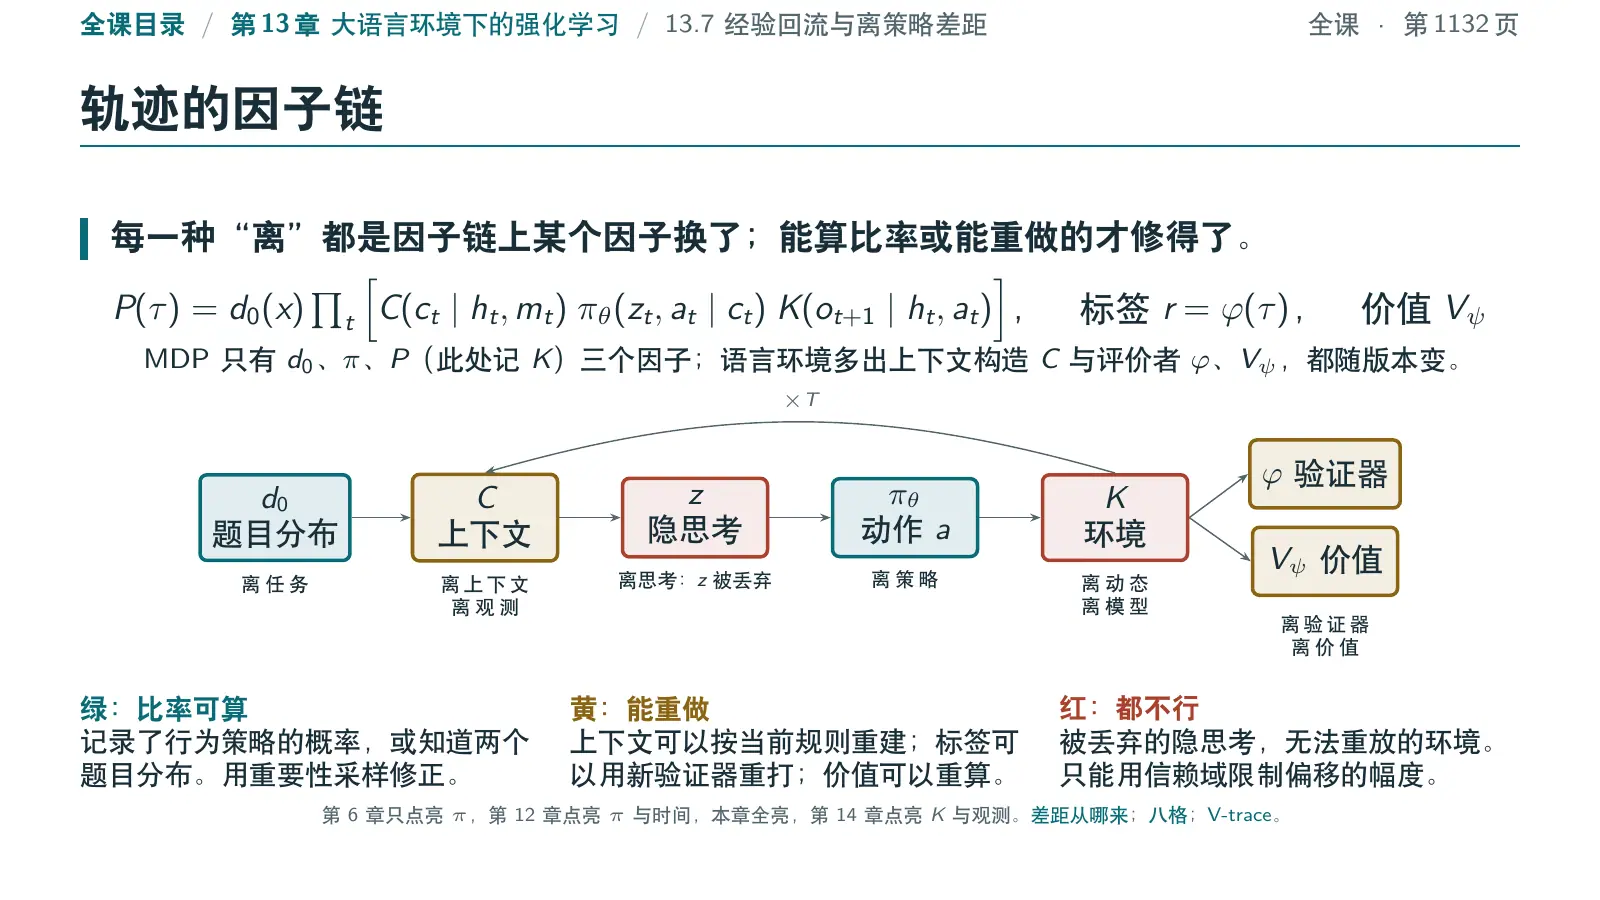 全课目录 / 第 13 章 大语言环境下的强化学习 / 13.7 经验回流与离策略差距
全课 · 第 1132 页
轨迹的因子链
每一种“离”都是因子链上某个因子换了；能算比率或能重做的才修得了。
P(τ) = d₀(x) ∏ₜ [C(cₜ | hₜ, mₜ) π_θ(zₜ, aₜ | cₜ) K(oₜ₊₁ | hₜ, aₜ)], 标签 r = φ(τ), 价值 V_ψ
MDP 只有 d₀、π、P（此处记 K）三个因子；语言环境多出上下文构造 C 与评价者 φ、V_ψ，都随版本变。
× T
d₀
题目分布
离任务
C
上下文
离上下文
离观测
z
隐思考
离思考：z 被丢弃
π_θ
动作 a
离策略
K
环境
离动态
离模型
φ 验证器
V_ψ 价值
离验证器
离价值
绿：比率可算
记录了行为策略的概率，或知道两个
题目分布。用重要性采样修正。
黄：能重做
上下文可以按当前规则重建；标签可
以用新验证器重打；价值可以重算。
红：都不行
被丢弃的隐思考，无法重放的环境。
只能用信赖域限制偏移的幅度。
第 6 章只点亮 π，第 12 章点亮 π 与时间，本章全亮，第 14 章点亮 K 与观测。差距从哪来；八格；V-trace。